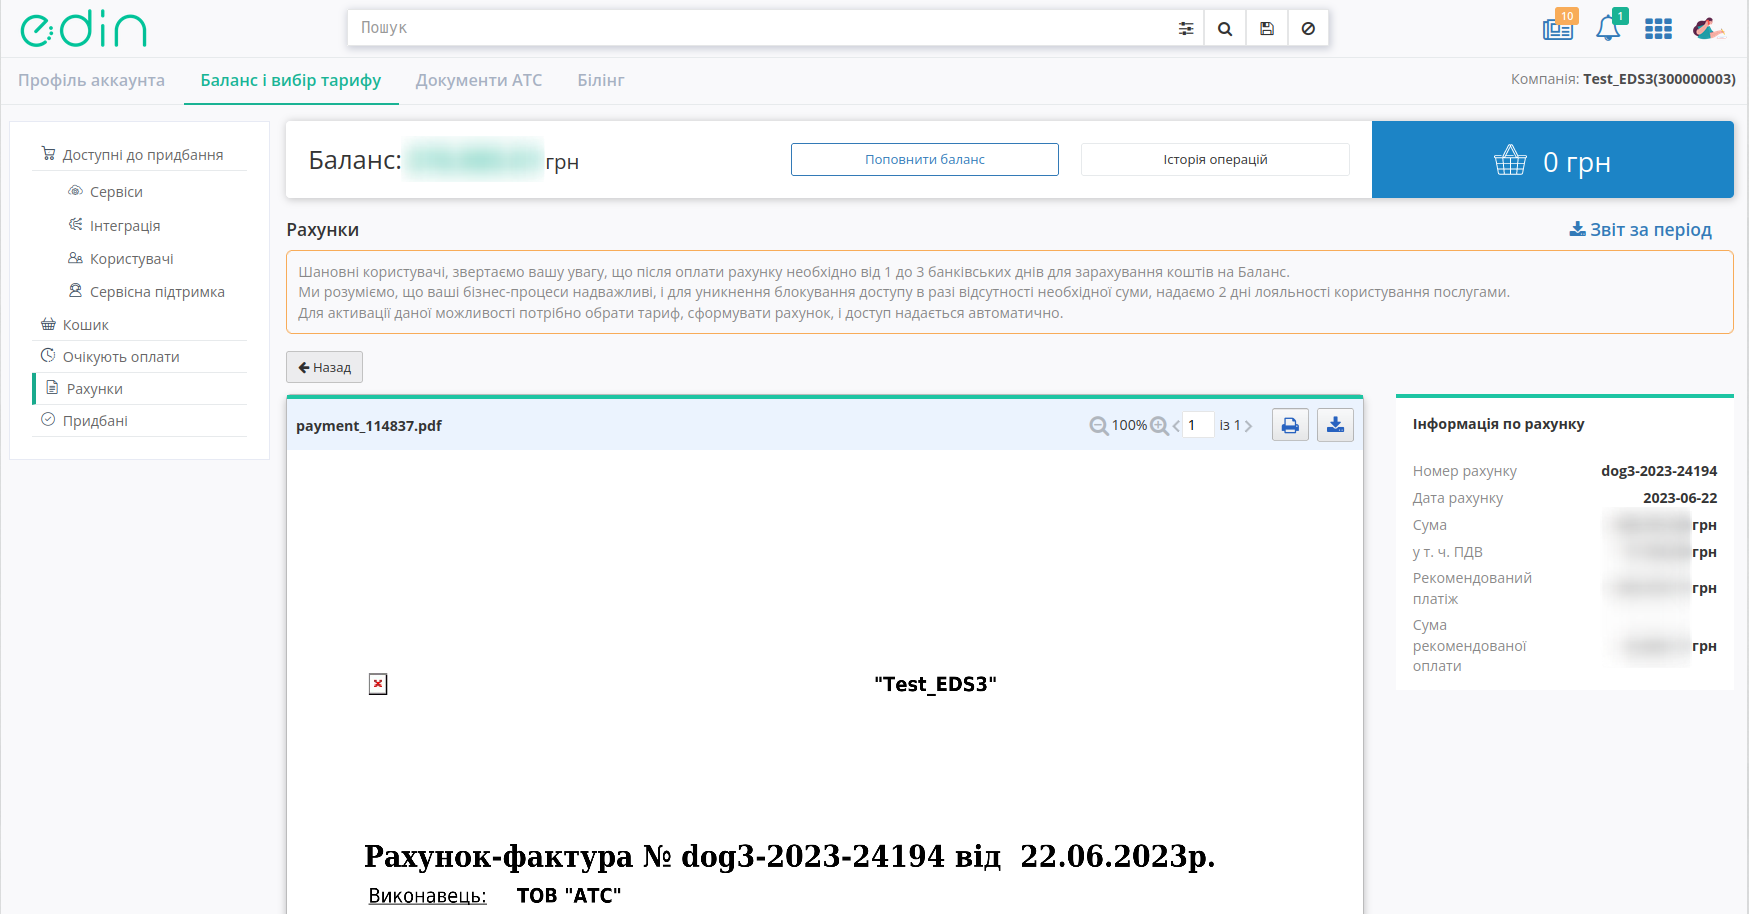 edin
Пошук
10
1
Профіль аккаунта
Баланс і вибір тарифу
Документи АТС
Білінг
Компанія: Test_EDS3(300000003)
Доступні до придбання
Сервіси
Інтеграція
Користувачі
Сервісна підтримка
Кошик
Очікують оплати
Рахунки
Придбані
Баланс: грн
Поповнити баланс
Історія операцій
0 грн
Рахунки
Звіт за період
Шановні користувачі, звертаємо вашу увагу, що після оплати рахунку необхідно від 1 до 3 банківських днів для зарахування коштів на Баланс.
Ми розуміємо, що ваші бізнес-процеси надважливі, і для уникнення блокування доступу в разі відсутності необхідної суми, надаємо 2 дні лояльності користування послугами.
Для активації даної можливості потрібно обрати тариф, сформувати рахунок, і доступ надається автоматично.
Назад
payment_114837.pdf
100%
1
із 1
"Test_EDS3"
Рахунок-фактура № dog3-2023-24194 від 22.06.2023р.
Виконавець: ТОВ "АТС"
Інформація по рахунку
Номер рахунку dog3-2023-24194
Дата рахунку 2023-06-22
Сума грн
у т. ч. ПДВ грн
Рекомендований
платіж грн
Сума
рекомендованої грн
оплати